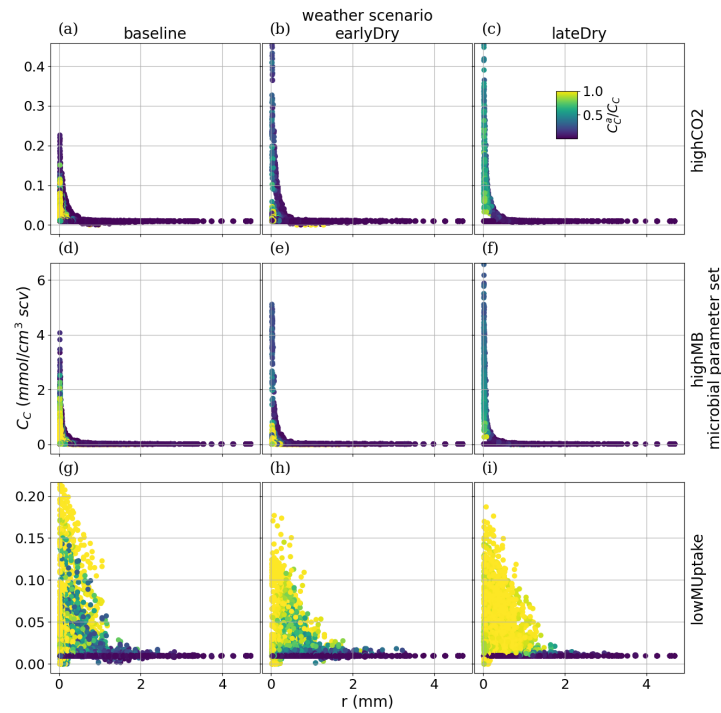 weather scenario
(a) baseline (b) earlyDry (c) lateDry
0.4
0.3
0.2
0.1
0.0
1.0
0.5
C_C^a/C_C
highCO2
(d) (e) (f)
6
4
2
0
C_C (mmol/cm³ scv)
highMB
microbial parameter set
(g) (h) (i)
0.20
0.15
0.10
0.05
0.00
lowMUptake
0 2 4 0 2 4 0 2 4
r (mm)